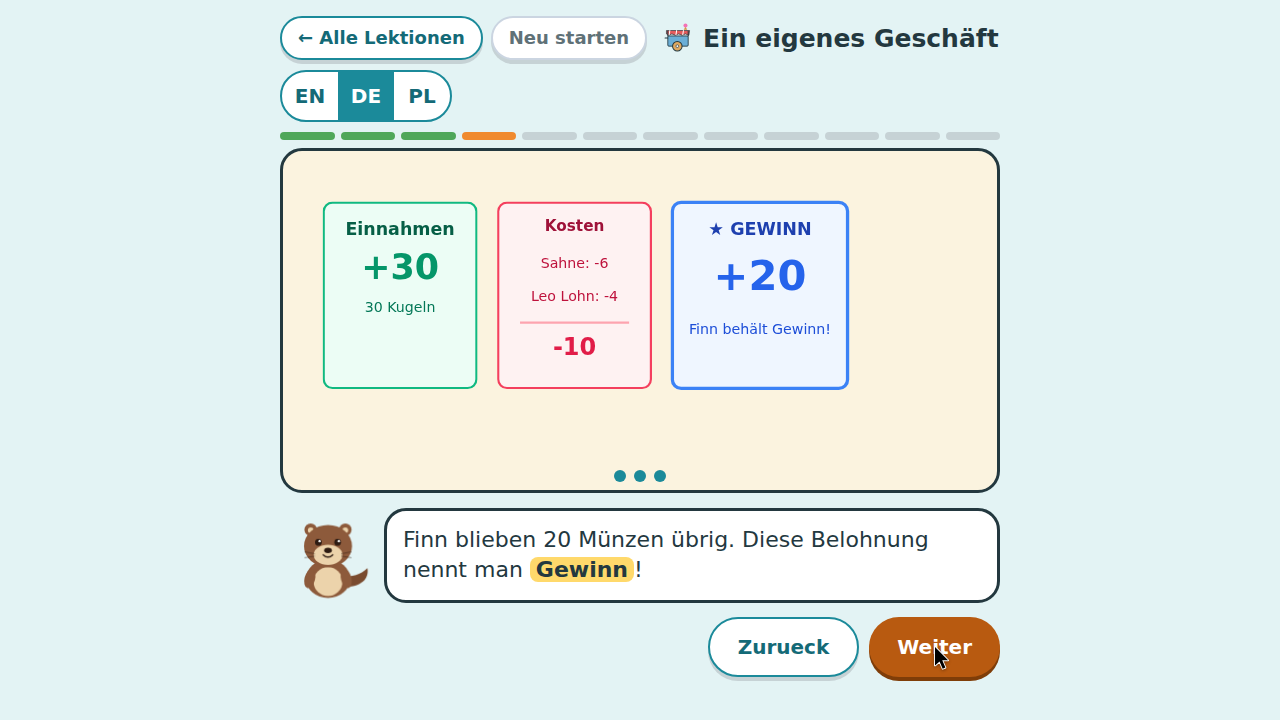 ← Alle Lektionen
Neu starten
Ein eigenes Geschäft
EN DE PL
Einnahmen
+30
30 Kugeln
Kosten
Sahne: -6
Leo Lohn: -4
-10
★ GEWINN
+20
Finn behält Gewinn!
Finn blieben 20 Münzen übrig. Diese Belohnung
nennt man Gewinn!
Zurueck
Weiter